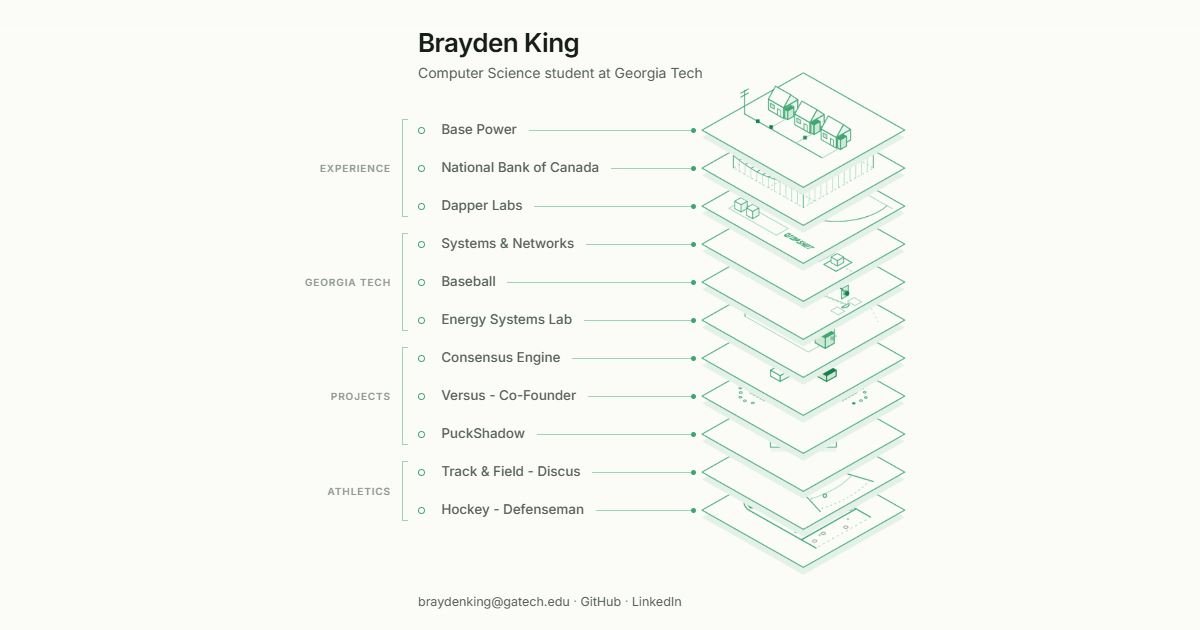 Brayden King
Computer Science student at Georgia Tech
EXPERIENCE
Base Power
National Bank of Canada
Dapper Labs
GEORGIA TECH
Systems & Networks
Baseball
Energy Systems Lab
PROJECTS
Consensus Engine
Versus - Co-Founder
PuckShadow
ATHLETICS
Track & Field - Discus
Hockey - Defenseman
braydenking@gatech.edu · GitHub · LinkedIn